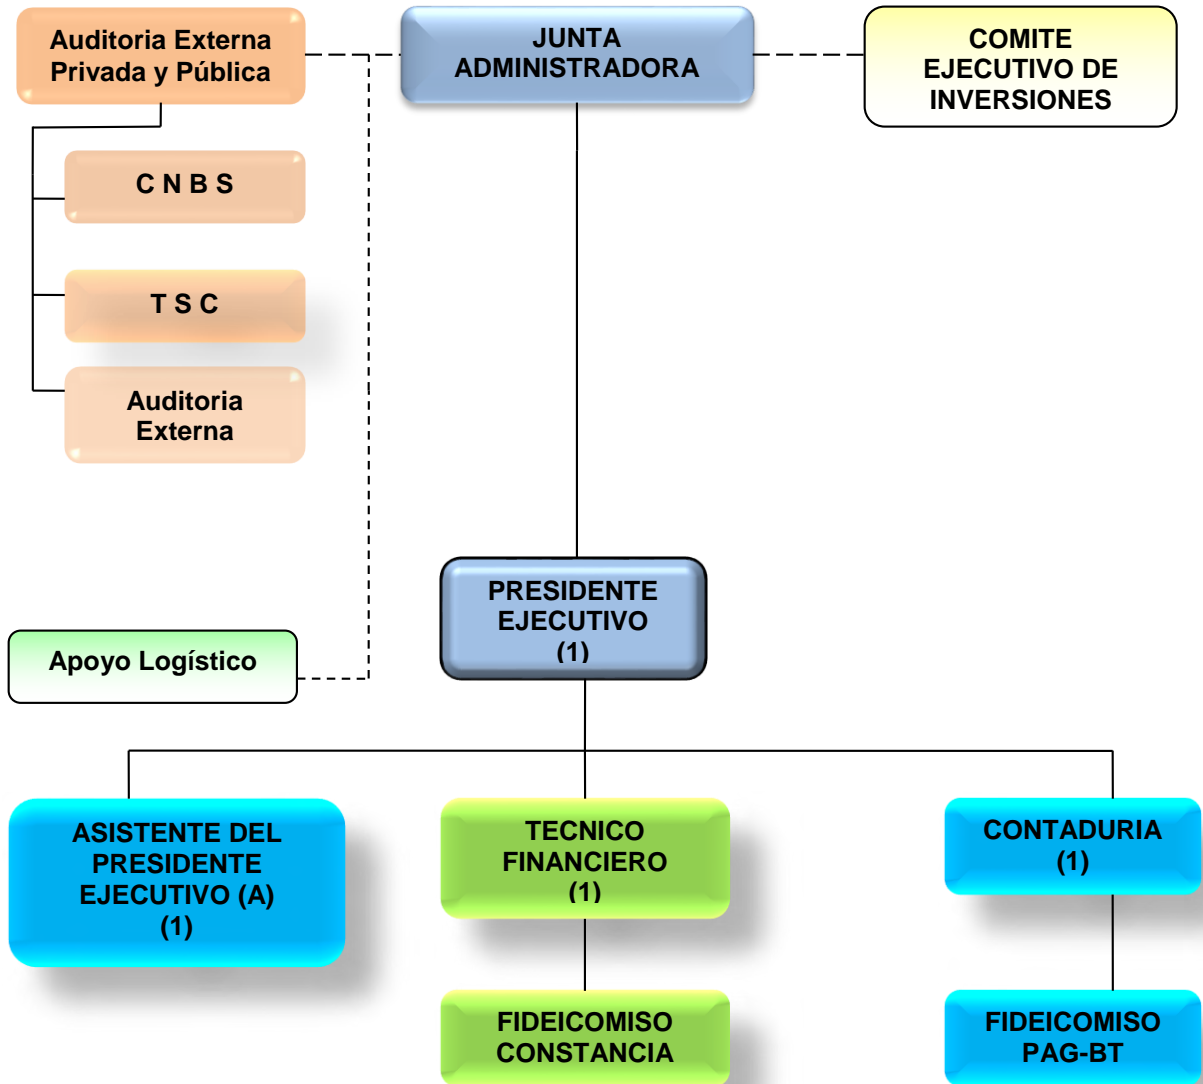 Auditoria Externa
Privada y Pública
JUNTA
ADMINISTRADORA
COMITE
EJECUTIVO DE
INVERSIONES
C N B S
T S C
Auditoria
Externa
PRESIDENTE
EJECUTIVO
(1)
Apoyo Logístico
ASISTENTE DEL
PRESIDENTE
EJECUTIVO (A)
(1)
TECNICO
FINANCIERO
(1)
CONTADURIA
(1)
FIDEICOMISO
CONSTANCIA
FIDEICOMISO
PAG-BT